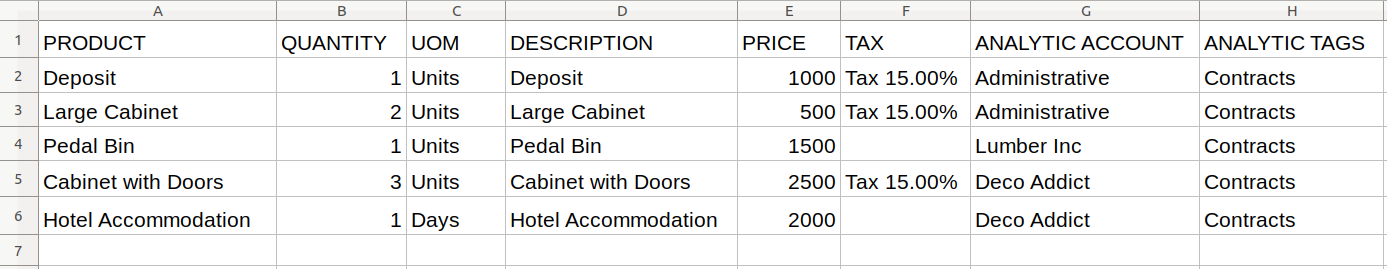 A B C D E F G H
1 PRODUCT QUANTITY UOM DESCRIPTION PRICE TAX ANALYTIC ACCOUNT ANALYTIC TAGS
2 Deposit 1 Units Deposit 1000 Tax 15.00% Administrative Contracts
3 Large Cabinet 2 Units Large Cabinet 500 Tax 15.00% Administrative Contracts
4 Pedal Bin 1 Units Pedal Bin 1500 Lumber Inc Contracts
5 Cabinet with Doors 3 Units Cabinet with Doors 2500 Tax 15.00% Deco Addict Contracts
6 Hotel Accommodation 1 Days Hotel Accommodation 2000 Deco Addict Contracts
7